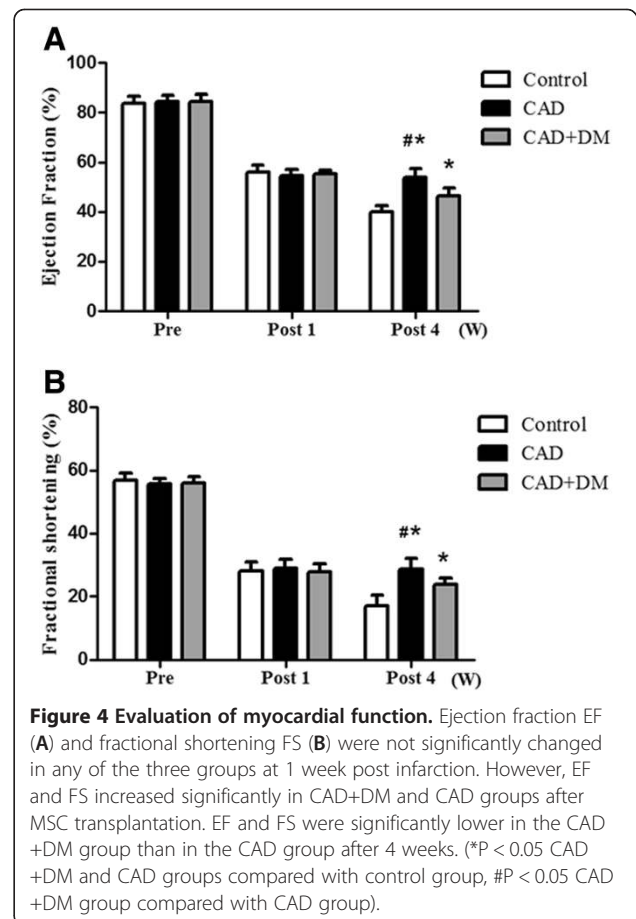 A
Ejection Fraction (%)
100
80
60
40
20
0
Control
CAD
CAD+DM
#*
*
Pre
Post 1
Post 4
(W)
B
Fractional shortening (%)
80
60
40
20
0
Control
CAD
CAD+DM
#*
*
Pre
Post 1
Post 4
(W)
Figure 4 Evaluation of myocardial function. Ejection fraction EF
(A) and fractional shortening FS (B) were not significantly changed
in any of the three groups at 1 week post infarction. However, EF
and FS increased significantly in CAD+DM and CAD groups after
MSC transplantation. EF and FS were significantly lower in the CAD
+DM group than in the CAD group after 4 weeks. (*P < 0.05 CAD
+DM and CAD groups compared with control group, #P < 0.05 CAD
+DM group compared with CAD group).